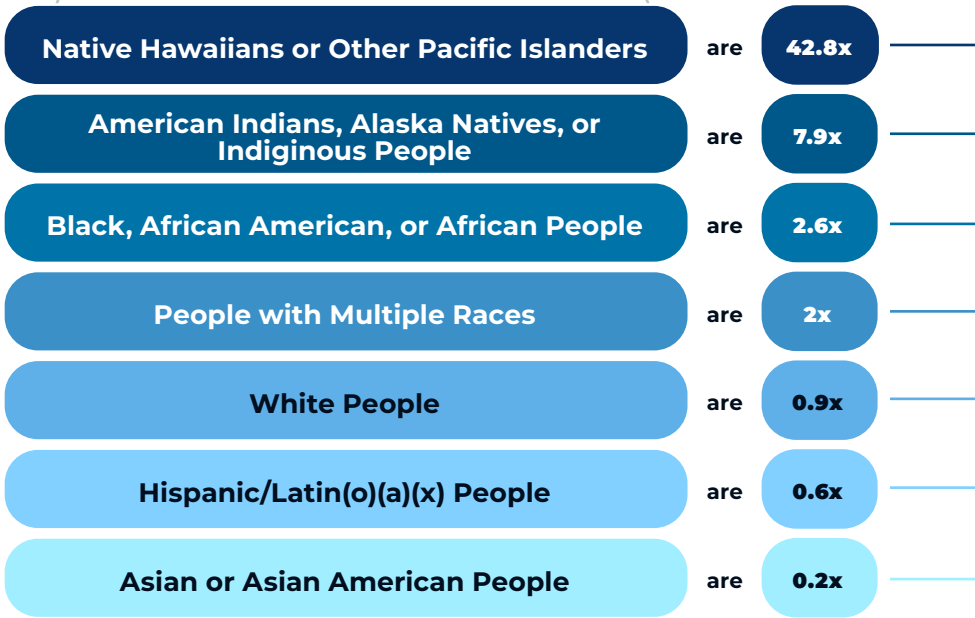 Native Hawaiians or Other Pacific Islanders are 42.8x
American Indians, Alaska Natives, or
Indiginous People are 7.9x
Black, African American, or African People are 2.6x
People with Multiple Races are 2x
White People are 0.9x
Hispanic/Latin(o)(a)(x) People are 0.6x
Asian or Asian American People are 0.2x